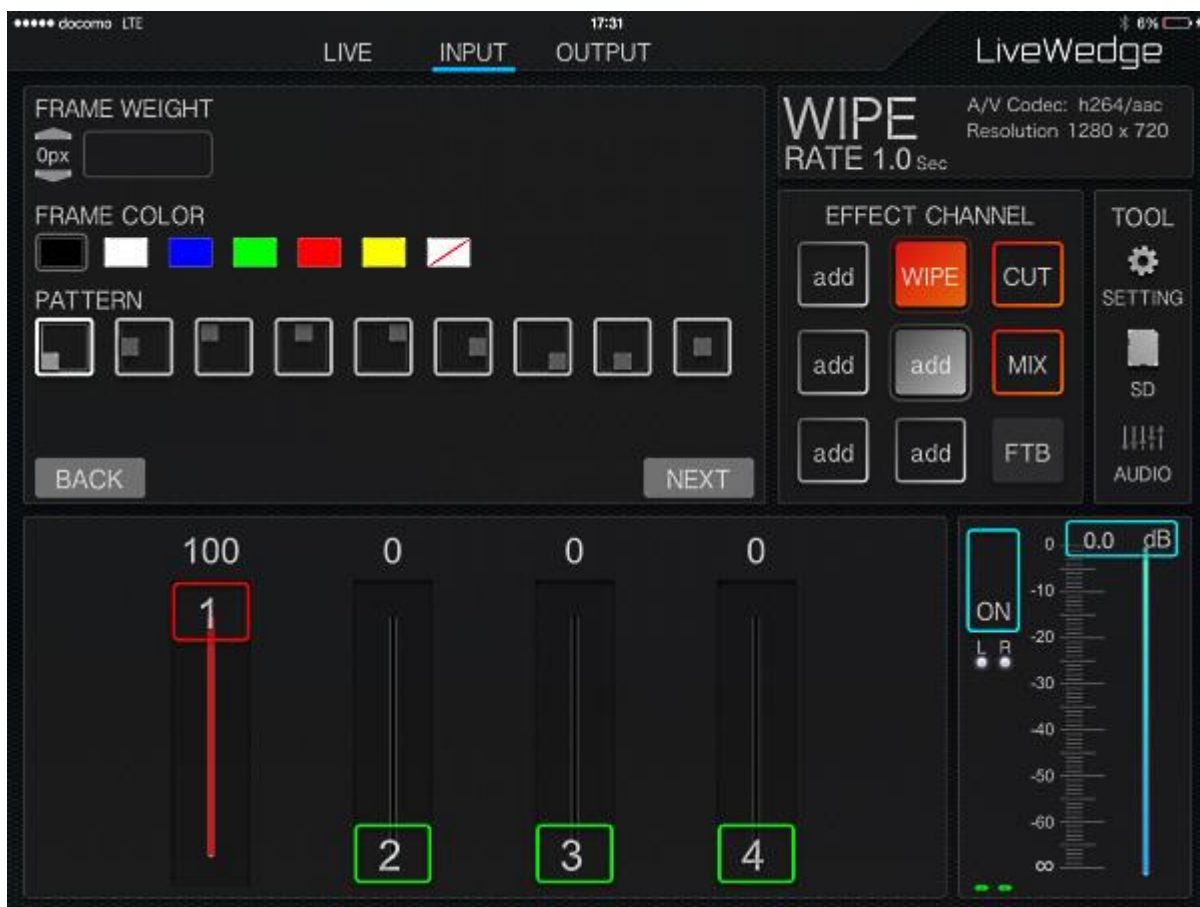 docomo LTE 17:31 6%
LIVE INPUT OUTPUT
LiveWedge
FRAME WEIGHT
0px
FRAME COLOR
PATTERN
BACK NEXT
WIPE
RATE 1.0 Sec
A/V Codec: h264/aac
Resolution 1280 x 720
EFFECT CHANNEL
add WIPE CUT
add add MIX
add add FTB
TOOL
SETTING
SD
AUDIO
100 0 0 0
1
2 3 4
ON
L R
0.0 dB
0
-10
-20
-30
-40
-50
-60
∞